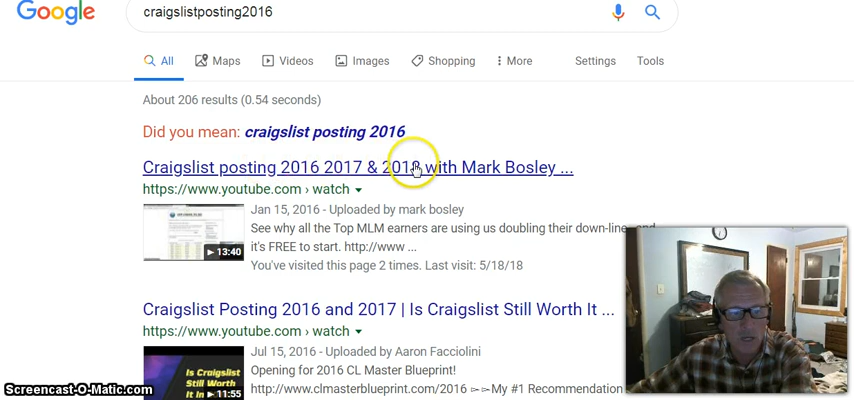 Google
craigslistposting2016
All Maps Videos Images Shopping More Settings Tools
About 206 results (0.54 seconds)
Did you mean: craigslist posting 2016
Craigslist posting 2016 2017 & 2018 with Mark Bosley ...
https://www.youtube.com › watch
13:40
Jan 15, 2016 - Uploaded by mark bosley
See why all the Top MLM earners are using us doubling their down-line, and
it's FREE to start. http://www ...
You've visited this page 2 times. Last visit: 5/18/18
Craigslist Posting 2016 and 2017 | Is Craigslist Still Worth It ...
https://www.youtube.com › watch
Is Craigslist
Still Worth
It In
11:55
Jul 15, 2016 - Uploaded by Aaron Facciolini
Opening for 2016 CL Master Blueprint!
http://www.clmasterblueprint.com/2016 ►►My #1 Recommendation
Screencast-O-Matic.com